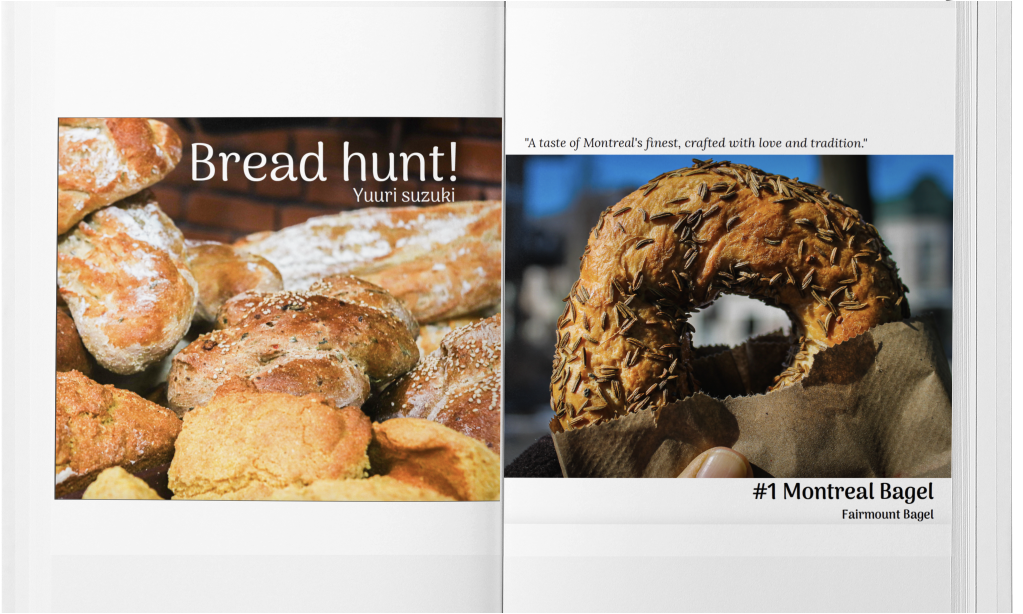 Bread hunt!
Yuuri suzuki
"A taste of Montreal's finest, crafted with love and tradition."
#1 Montreal Bagel
Fairmount Bagel